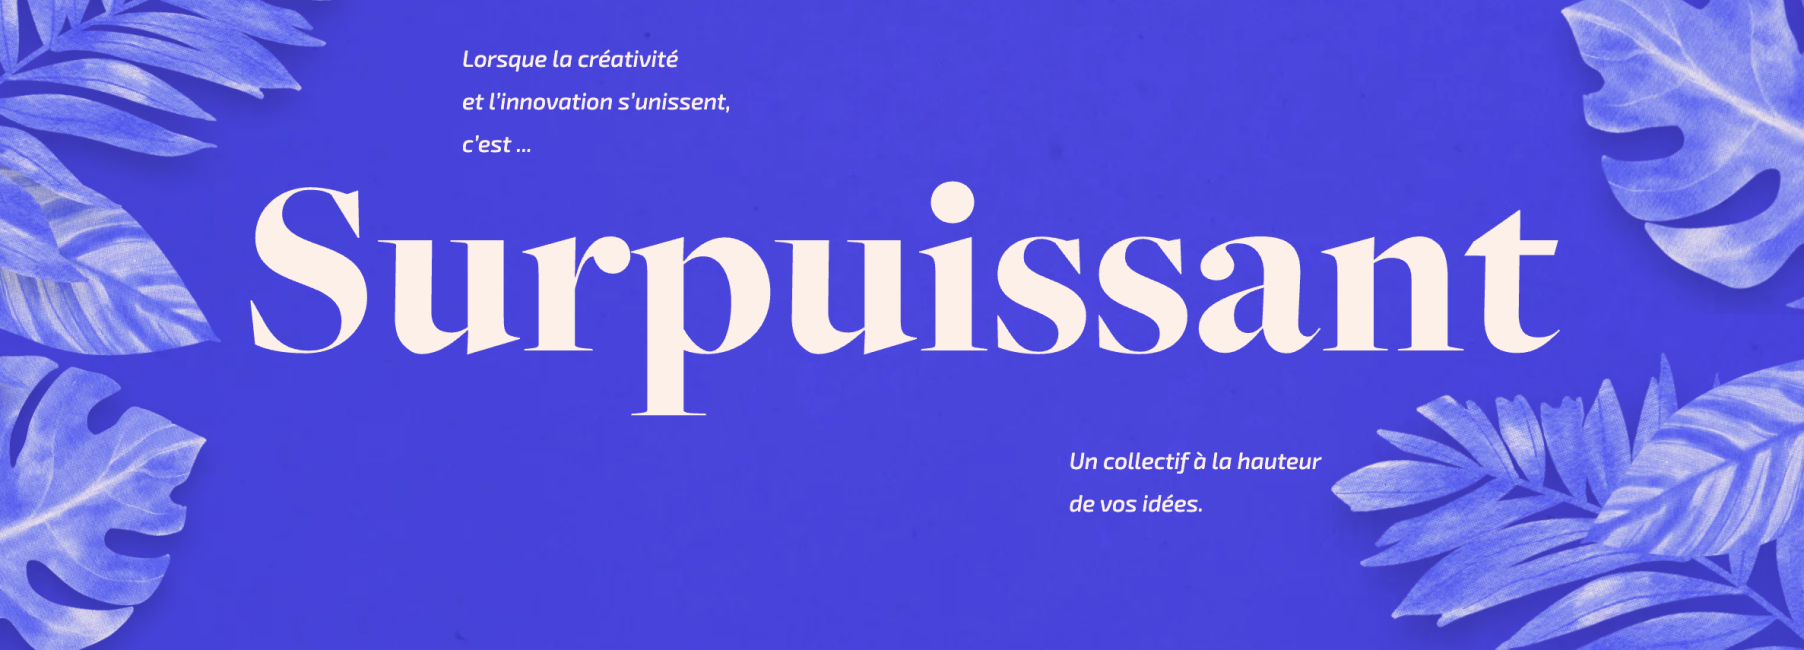 Lorsque la créativité
et l’innovation s’unissent,
c’est ...
Surpuissant
Un collectif à la hauteur
de vos idées.